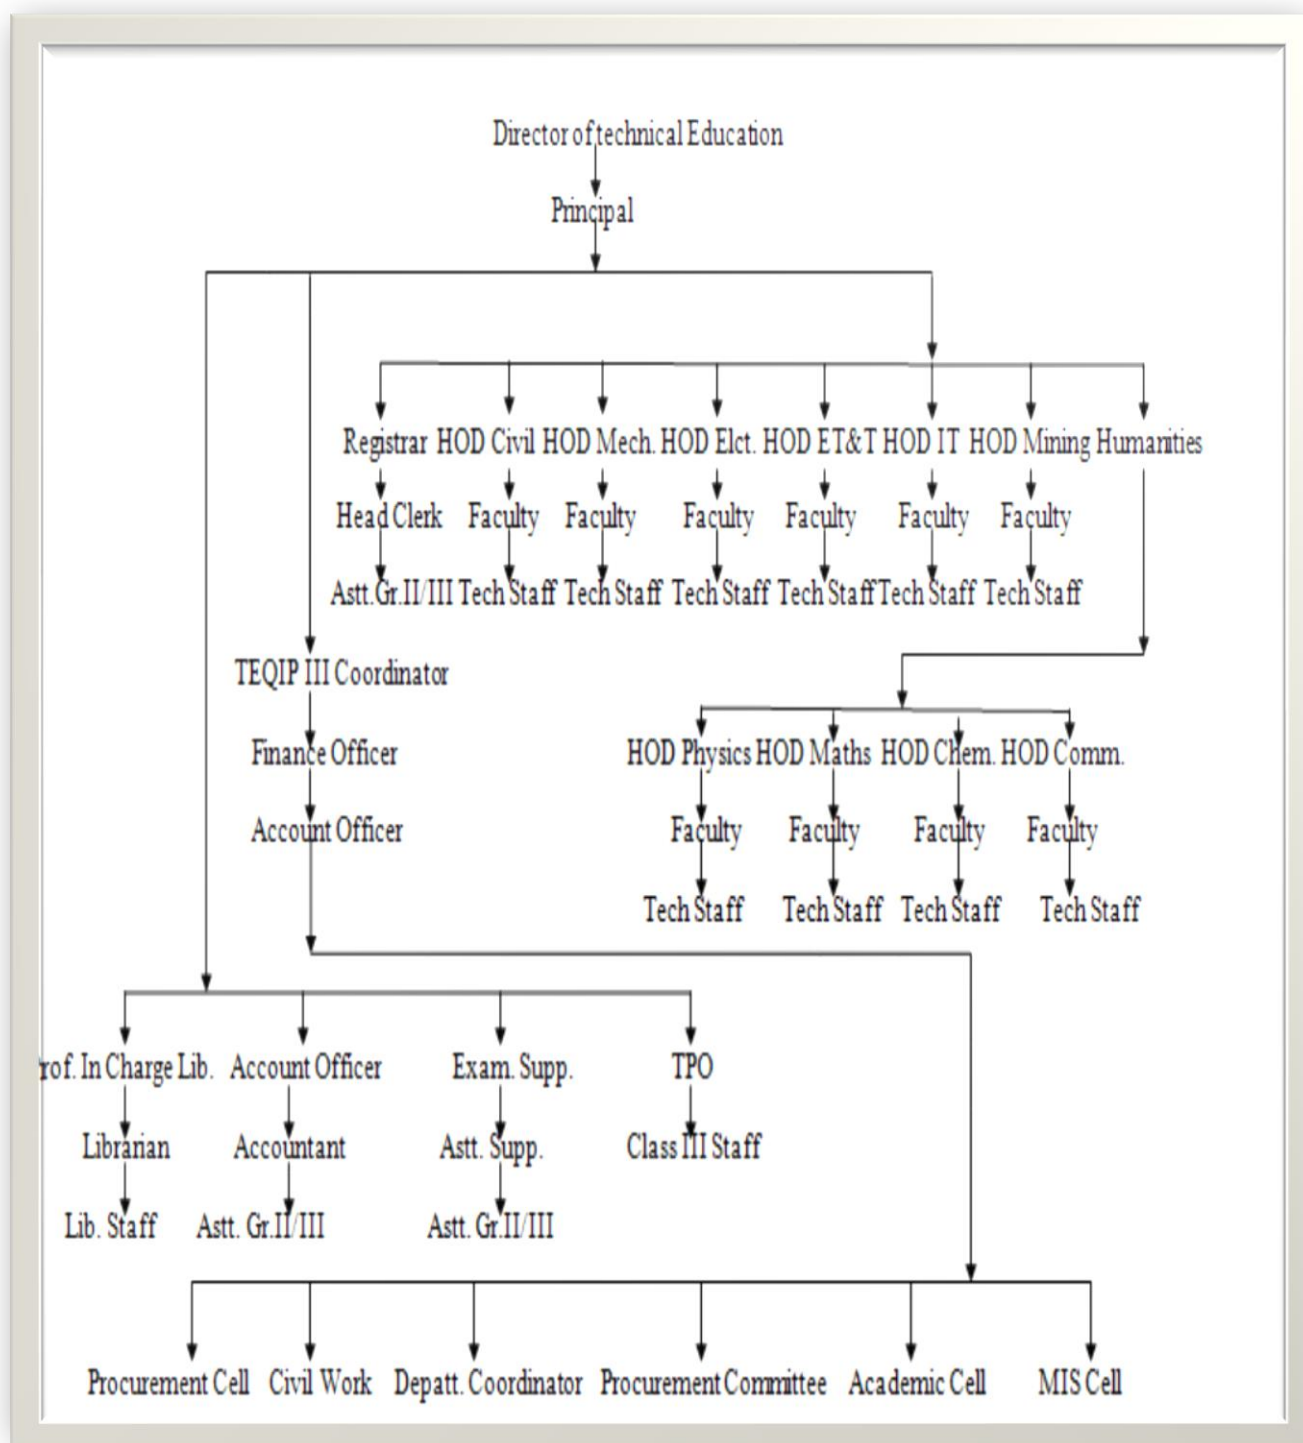 Director of technical Education
Principal
Registrar HOD Civil HOD Mech. HOD Elct. HOD ET&T HOD IT HOD Mining Humanities
Head Clerk Faculty Faculty Faculty Faculty Faculty Faculty
Astt.Gr.II/III Tech Staff Tech Staff Tech Staff Tech Staff Tech Staff Tech Staff
TEQIP III Coordinator
Finance Officer
Account Officer
HOD Physics HOD Maths HOD Chem. HOD Comm.
Faculty Faculty Faculty Faculty
Tech Staff Tech Staff Tech Staff Tech Staff
rof. In Charge Lib. Account Officer Exam. Supp. TPO
Librarian Accountant Astt. Supp. Class III Staff
Lib. Staff Astt. Gr.II/III Astt. Gr.II/III
Procurement Cell Civil Work Depatt. Coordinator Procurement Committee Academic Cell MIS Cell